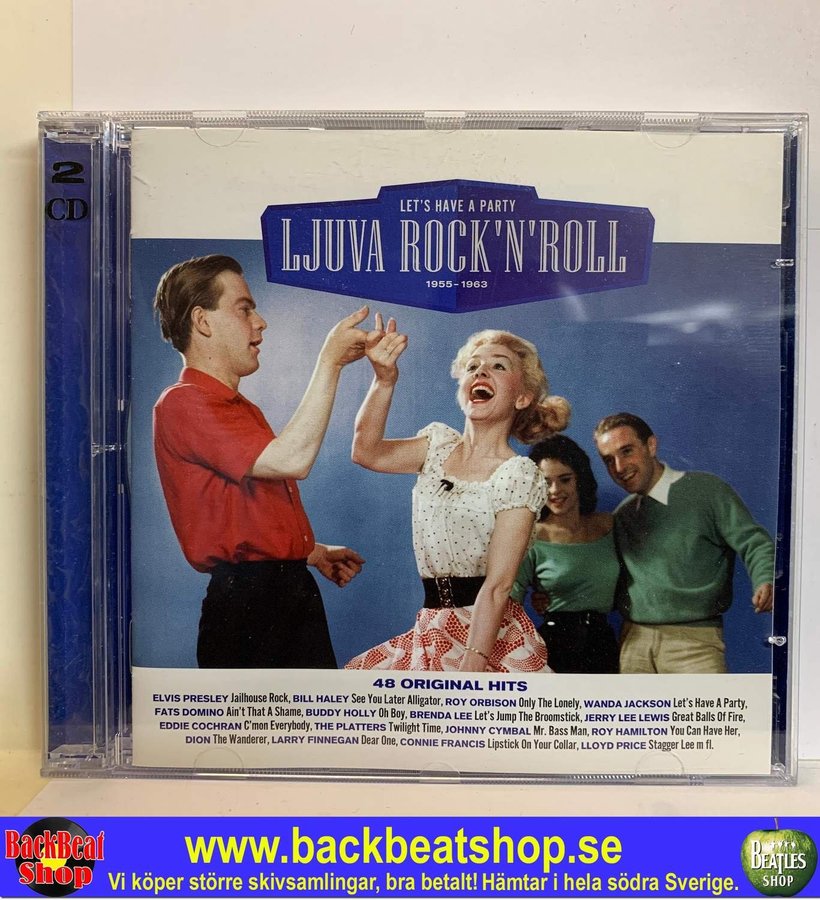 2
CD
LET'S HAVE A PARTY
LJUVA ROCK'N'ROLL
1955-1963
48 ORIGINAL HITS
ELVIS PRESLEY Jailhouse Rock, BILL HALEY See You Later Alligator, ROY ORBISON Only The Lonely, WANDA JACKSON Let's Have A Party,
FATS DOMINO Ain't That A Shame, BUDDY HOLLY Oh Boy, BRENDA LEE Let's Jump The Broomstick, JERRY LEE LEWIS Great Balls Of Fire,
EDDIE COCHRAN C'mon Everybody, THE PLATTERS Twilight Time, JOHNNY CYMBAL Mr. Bass Man, ROY HAMILTON You Can Have Her,
DION The Wanderer, LARRY FINNEGAN Dear One, CONNIE FRANCIS Lipstick On Your Collar, LLOYD PRICE Stagger Lee m fl.
BackBeat
Shop
www.backbeatshop.se
Vi köper större skivsamlingar, bra betalt! Hämtar i hela södra Sverige.
BEATLES
SHOP